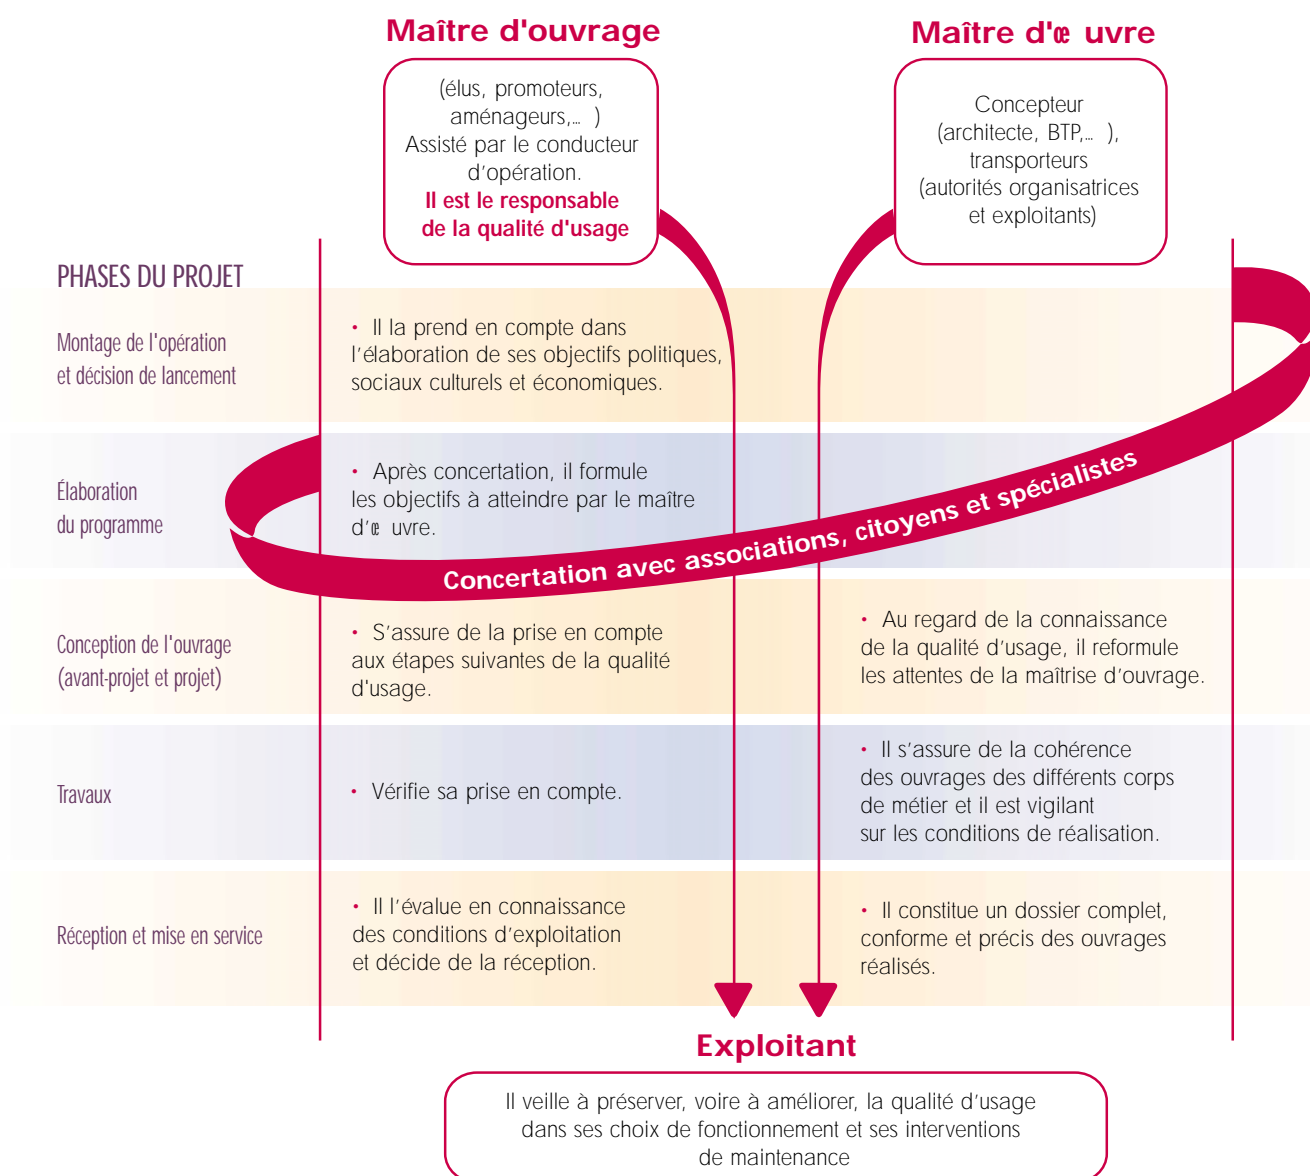 Maître d'ouvrage
(élus, promoteurs,
aménageurs,… )
Assisté par le conducteur
d’opération.
Il est le responsable
de la qualité d'usage
Maître d'œ uvre
Concepteur
(architecte, BTP,… ),
transporteurs
(autorités organisatrices
et exploitants)
PHASES DU PROJET
Montage de l'opération
et décision de lancement
• Il la prend en compte dans
l’élaboration de ses objectifs politiques,
sociaux culturels et économiques.
Élaboration
du programme
• Après concertation, il formule
les objectifs à atteindre par le maître
d’œ uvre.
Concertation avec associations, citoyens et spécialistes
Conception de l'ouvrage
(avant-projet et projet)
• S’assure de la prise en compte
aux étapes suivantes de la qualité
d'usage.
• Au regard de la connaissance
de la qualité d’usage, il reformule
les attentes de la maîtrise d’ouvrage.
Travaux
• Vérifie sa prise en compte.
• Il s’assure de la cohérence
des ouvrages des différents corps
de métier et il est vigilant
sur les conditions de réalisation.
Réception et mise en service
• Il l’évalue en connaissance
des conditions d’exploitation
et décide de la réception.
• Il constitue un dossier complet,
conforme et précis des ouvrages
réalisés.
Exploitant
Il veille à préserver, voire à améliorer, la qualité d’usage
dans ses choix de fonctionnement et ses interventions
de maintenance